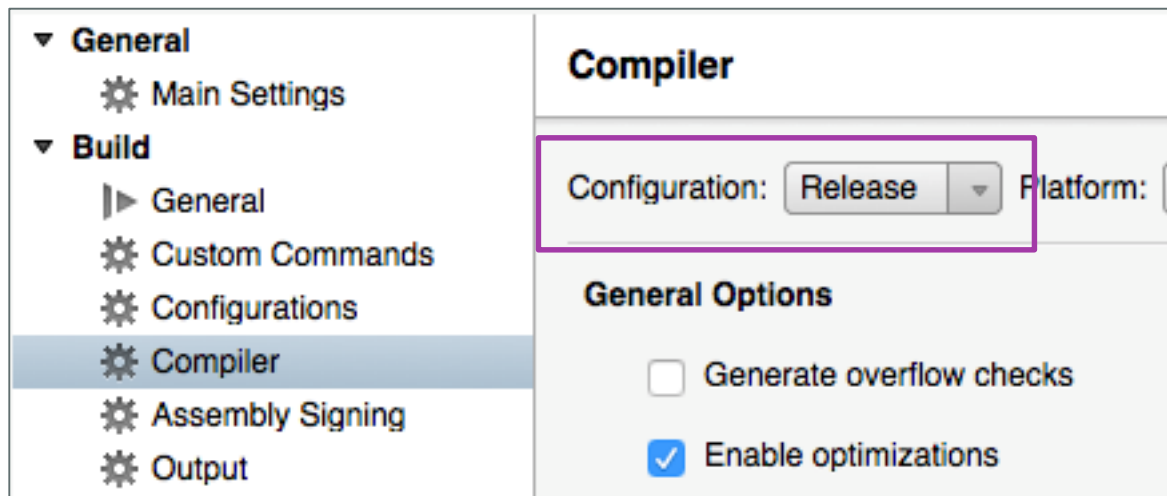 General
Main Settings
Build
General
Custom Commands
Configurations
Compiler
Assembly Signing
Output
Compiler
Configuration: Release Platform:
General Options
Generate overflow checks
Enable optimizations